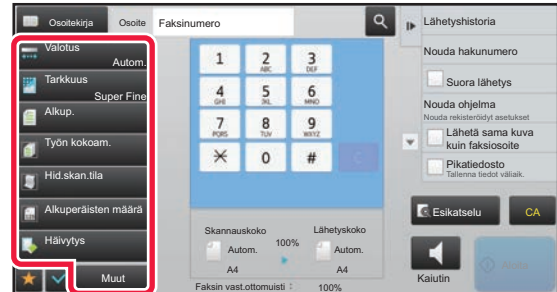 Osoitekirja
Osoite
Faksinumero
Valotus
Autom.
Tarkkuus
Super Fine
Alkup.
Työn kokoam.
Hid.skan.tila
Alkuperäisten määrä
Häivytys
Muut
1
2
ABC
3
DEF
4
GHI
5
JKL
6
MNO
7
PQRS
8
TUV
9
WXYZ
0
#
C
Skannauskoko
Autom.
A4
100%
Lähetyskoko
Autom.
A4
Faksin vast.ottomuisti : 100%
Lähetyshistoria
Nouda hakunumero
Suora lähetys
Nouda ohjelma
Nouda rekisteröidyt asetukset
Lähetä sama kuva
kuin faksiosoite
Pikatiedosto
Tallenna tiedot väliaik.
Esikatselu
CA
Kaiutin